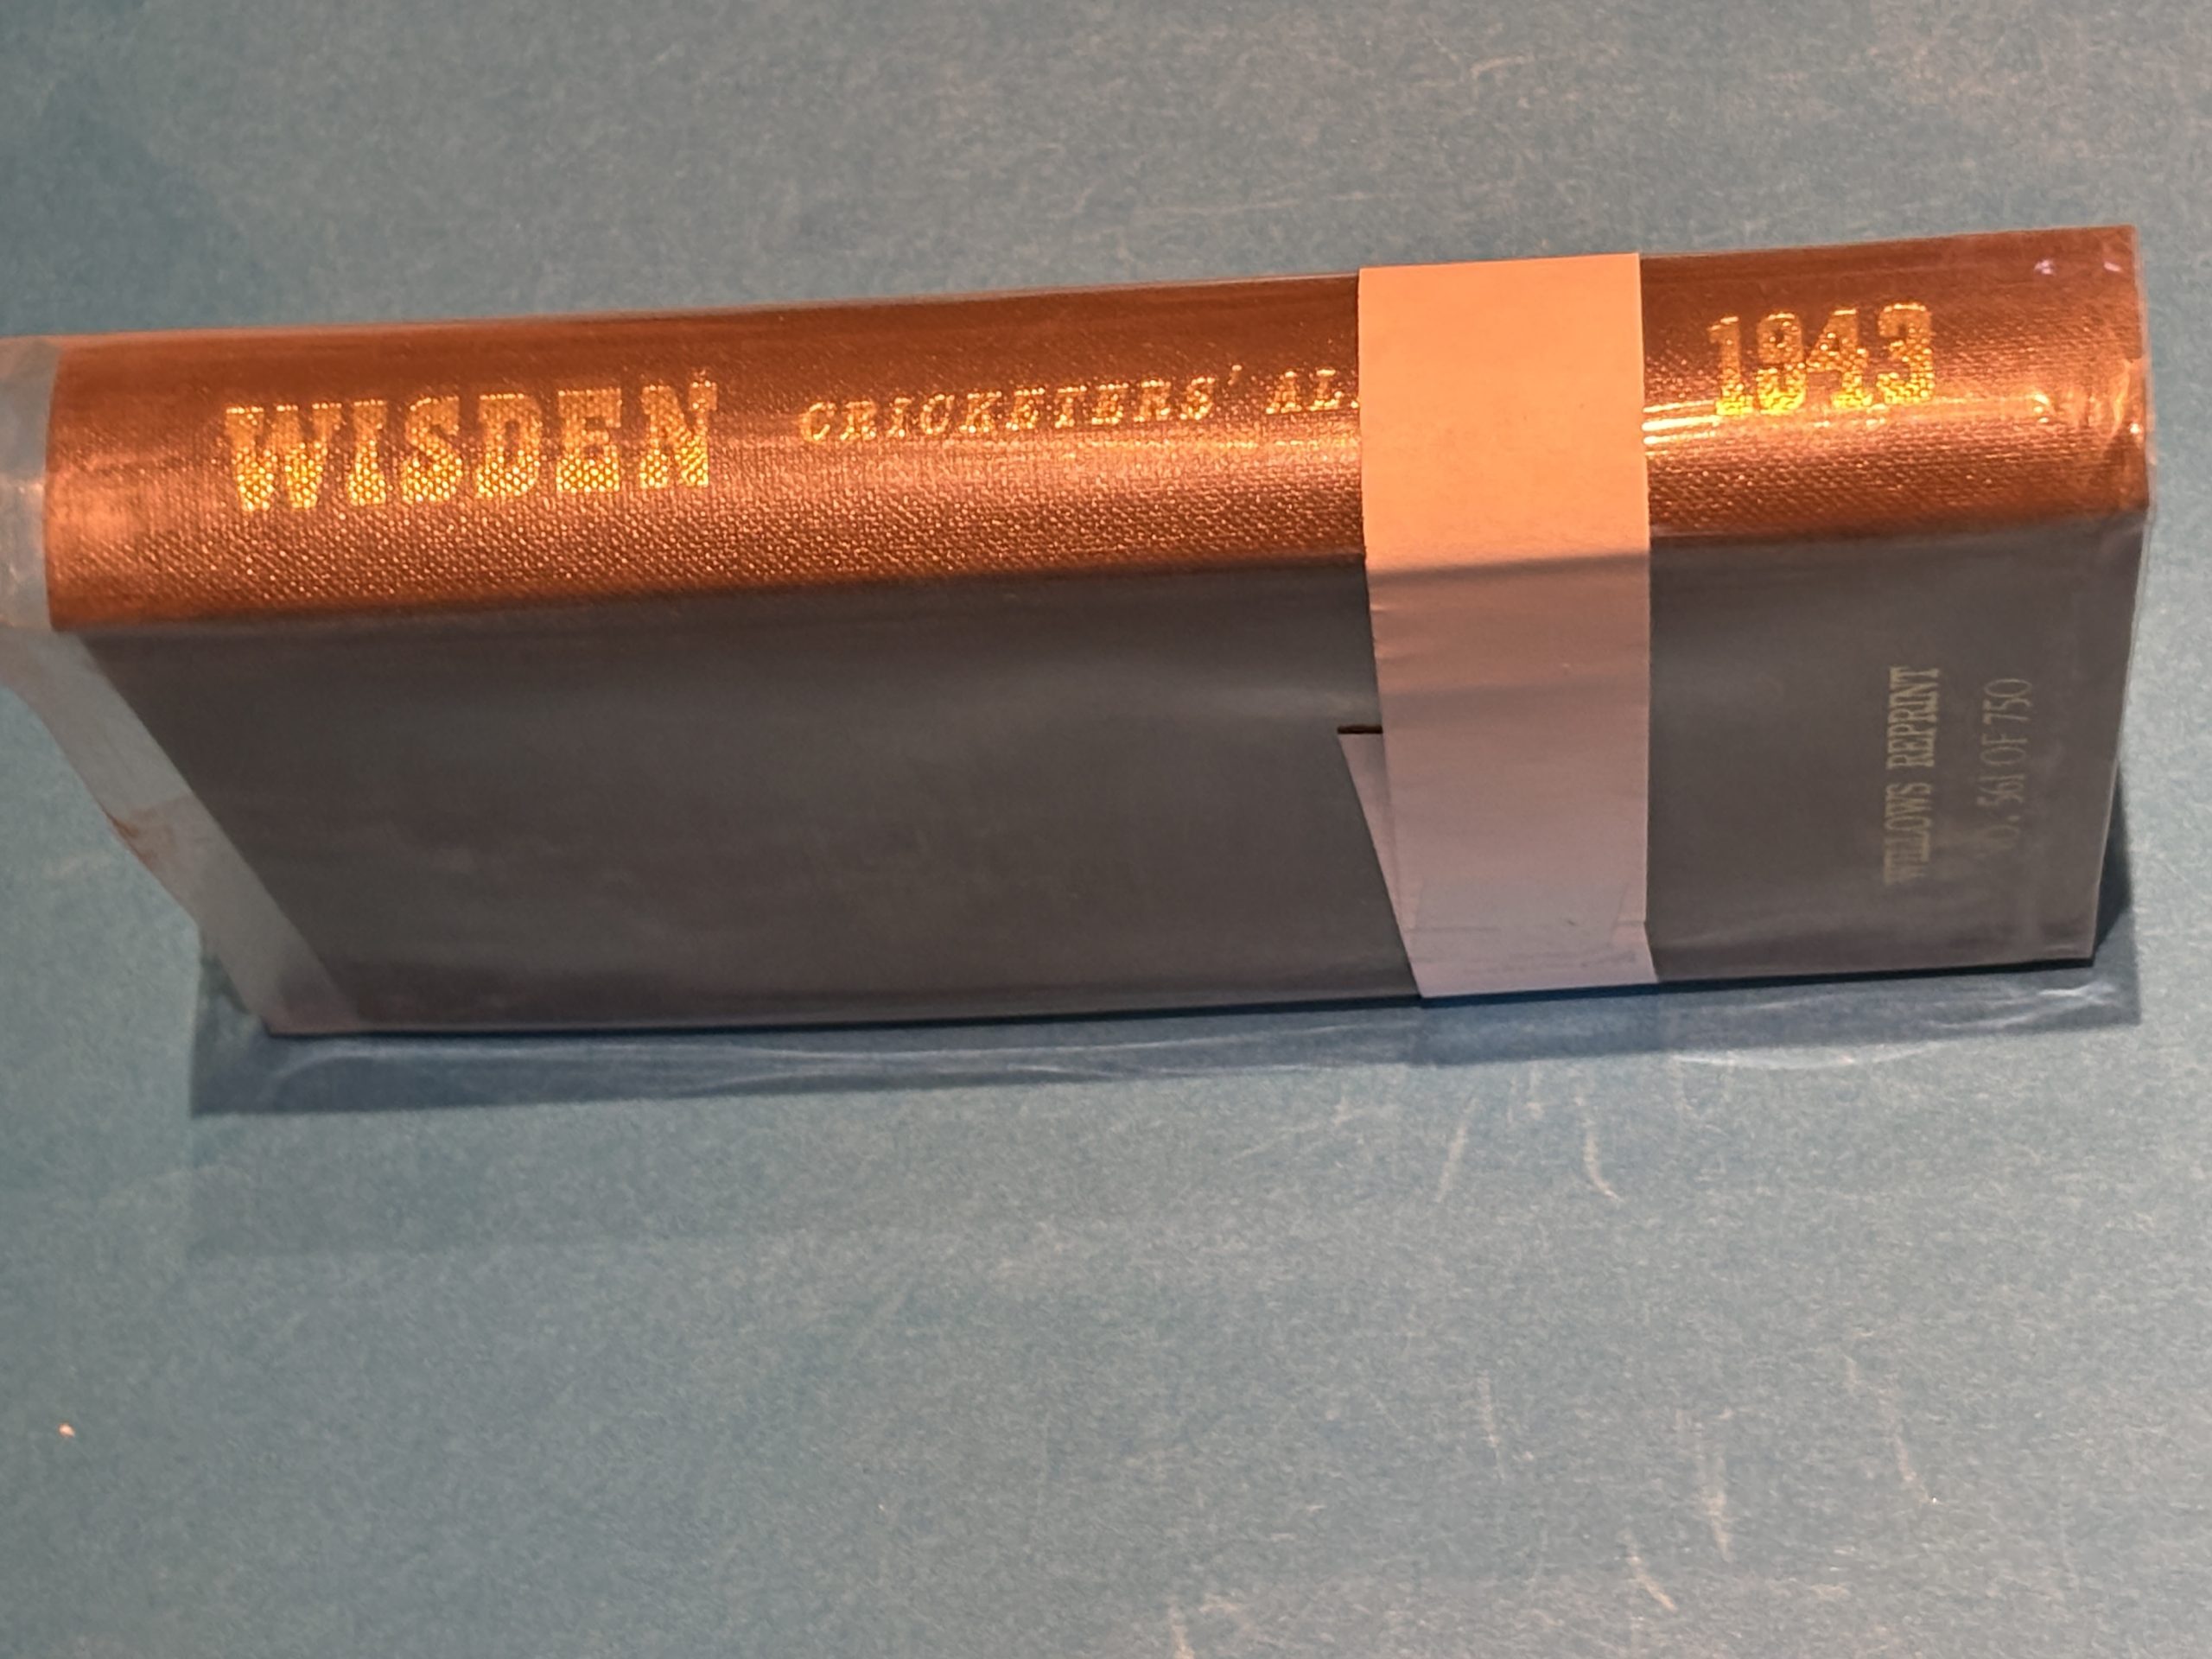 WISDEN CRICKETERS' AL 1943
WILLOWS REPRINT
561 OF 750